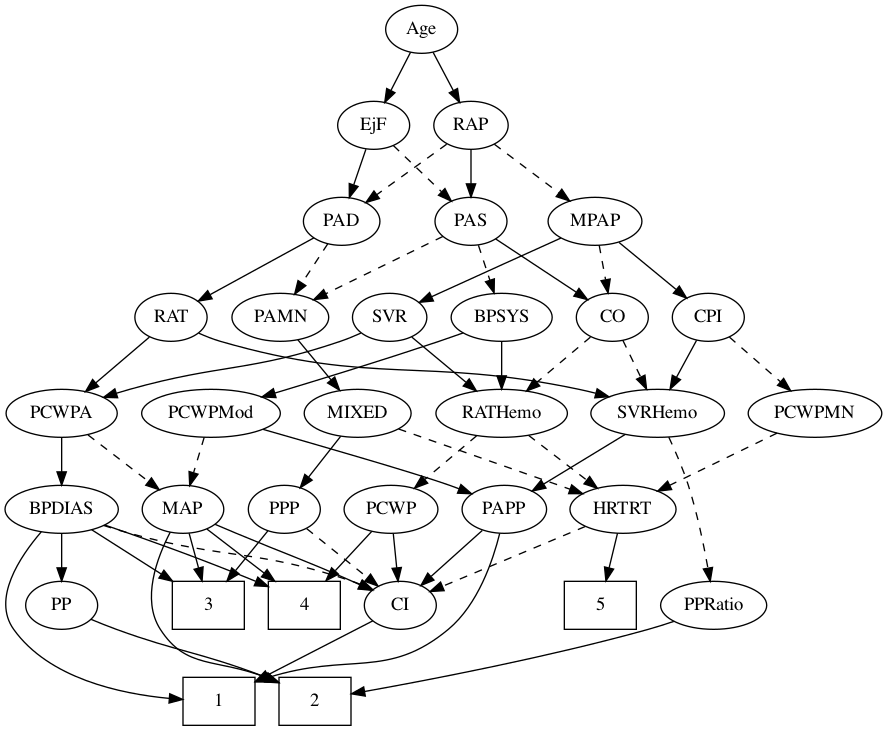 Age
EjF RAP
PAD PAS MPAP
RAT PAMN SVR BPSYS CO CPI
PCWPA PCWPMod MIXED RATHemo SVRHemo PCWPMN
BPDIAS MAP PPP PCWP PAPP HRTRT
PP 3 4 CI 5 PPRatio
1 2